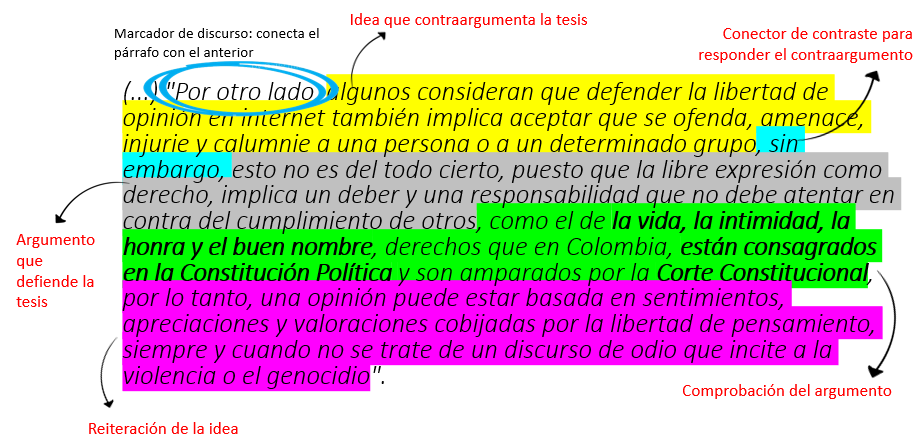 Idea que contraargumenta la tesis
Marcador de discurso: conecta el
párrafo con el anterior
Conector de contraste para
responder el contraargumento
(...) "Por otro lado algunos consideran que defender la libertad de
opinión en internet también implica aceptar que se ofenda, amenace,
injurie y calumnie a una persona o a un determinado grupo, sin
embargo, esto no es del todo cierto, puesto que la libre expresión como
derecho, implica un deber y una responsabilidad que no debe atentar en
contra del cumplimiento de otros, como el de la vida, la intimidad, la
honra y el buen nombre, derechos que en Colombia, están consagrados
en la Constitución Política y son amparados por la Corte Constitucional,
por lo tanto, una opinión puede estar basada en sentimientos,
apreciaciones y valoraciones cobijadas por la libertad de pensamiento,
siempre y cuando no se trate de un discurso de odio que incite a la
violencia o el genocidio".
Argumento
que
defiende la
tesis
Comprobación del argumento
Reiteración de la idea